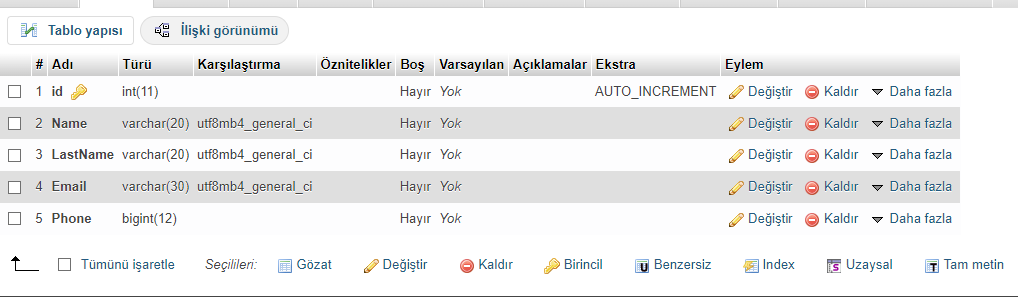 Tablo yapısı İlişki görünümü
# Adı Türü Karşılaştırma Öznitelikler Boş Varsayılan Açıklamalar Ekstra Eylem
1 id int(11) Hayır Yok AUTO_INCREMENT Değiştir Kaldır Daha fazla
2 Name varchar(20) utf8mb4_general_ci Hayır Yok Değiştir Kaldır Daha fazla
3 LastName varchar(20) utf8mb4_general_ci Hayır Yok Değiştir Kaldır Daha fazla
4 Email varchar(30) utf8mb4_general_ci Hayır Yok Değiştir Kaldır Daha fazla
5 Phone bigint(12) Hayır Yok Değiştir Kaldır Daha fazla
Tümünü işaretle Seçilileri: Gözat Değiştir Kaldır Birincil Benzersiz Index Uzaysal Tam metin